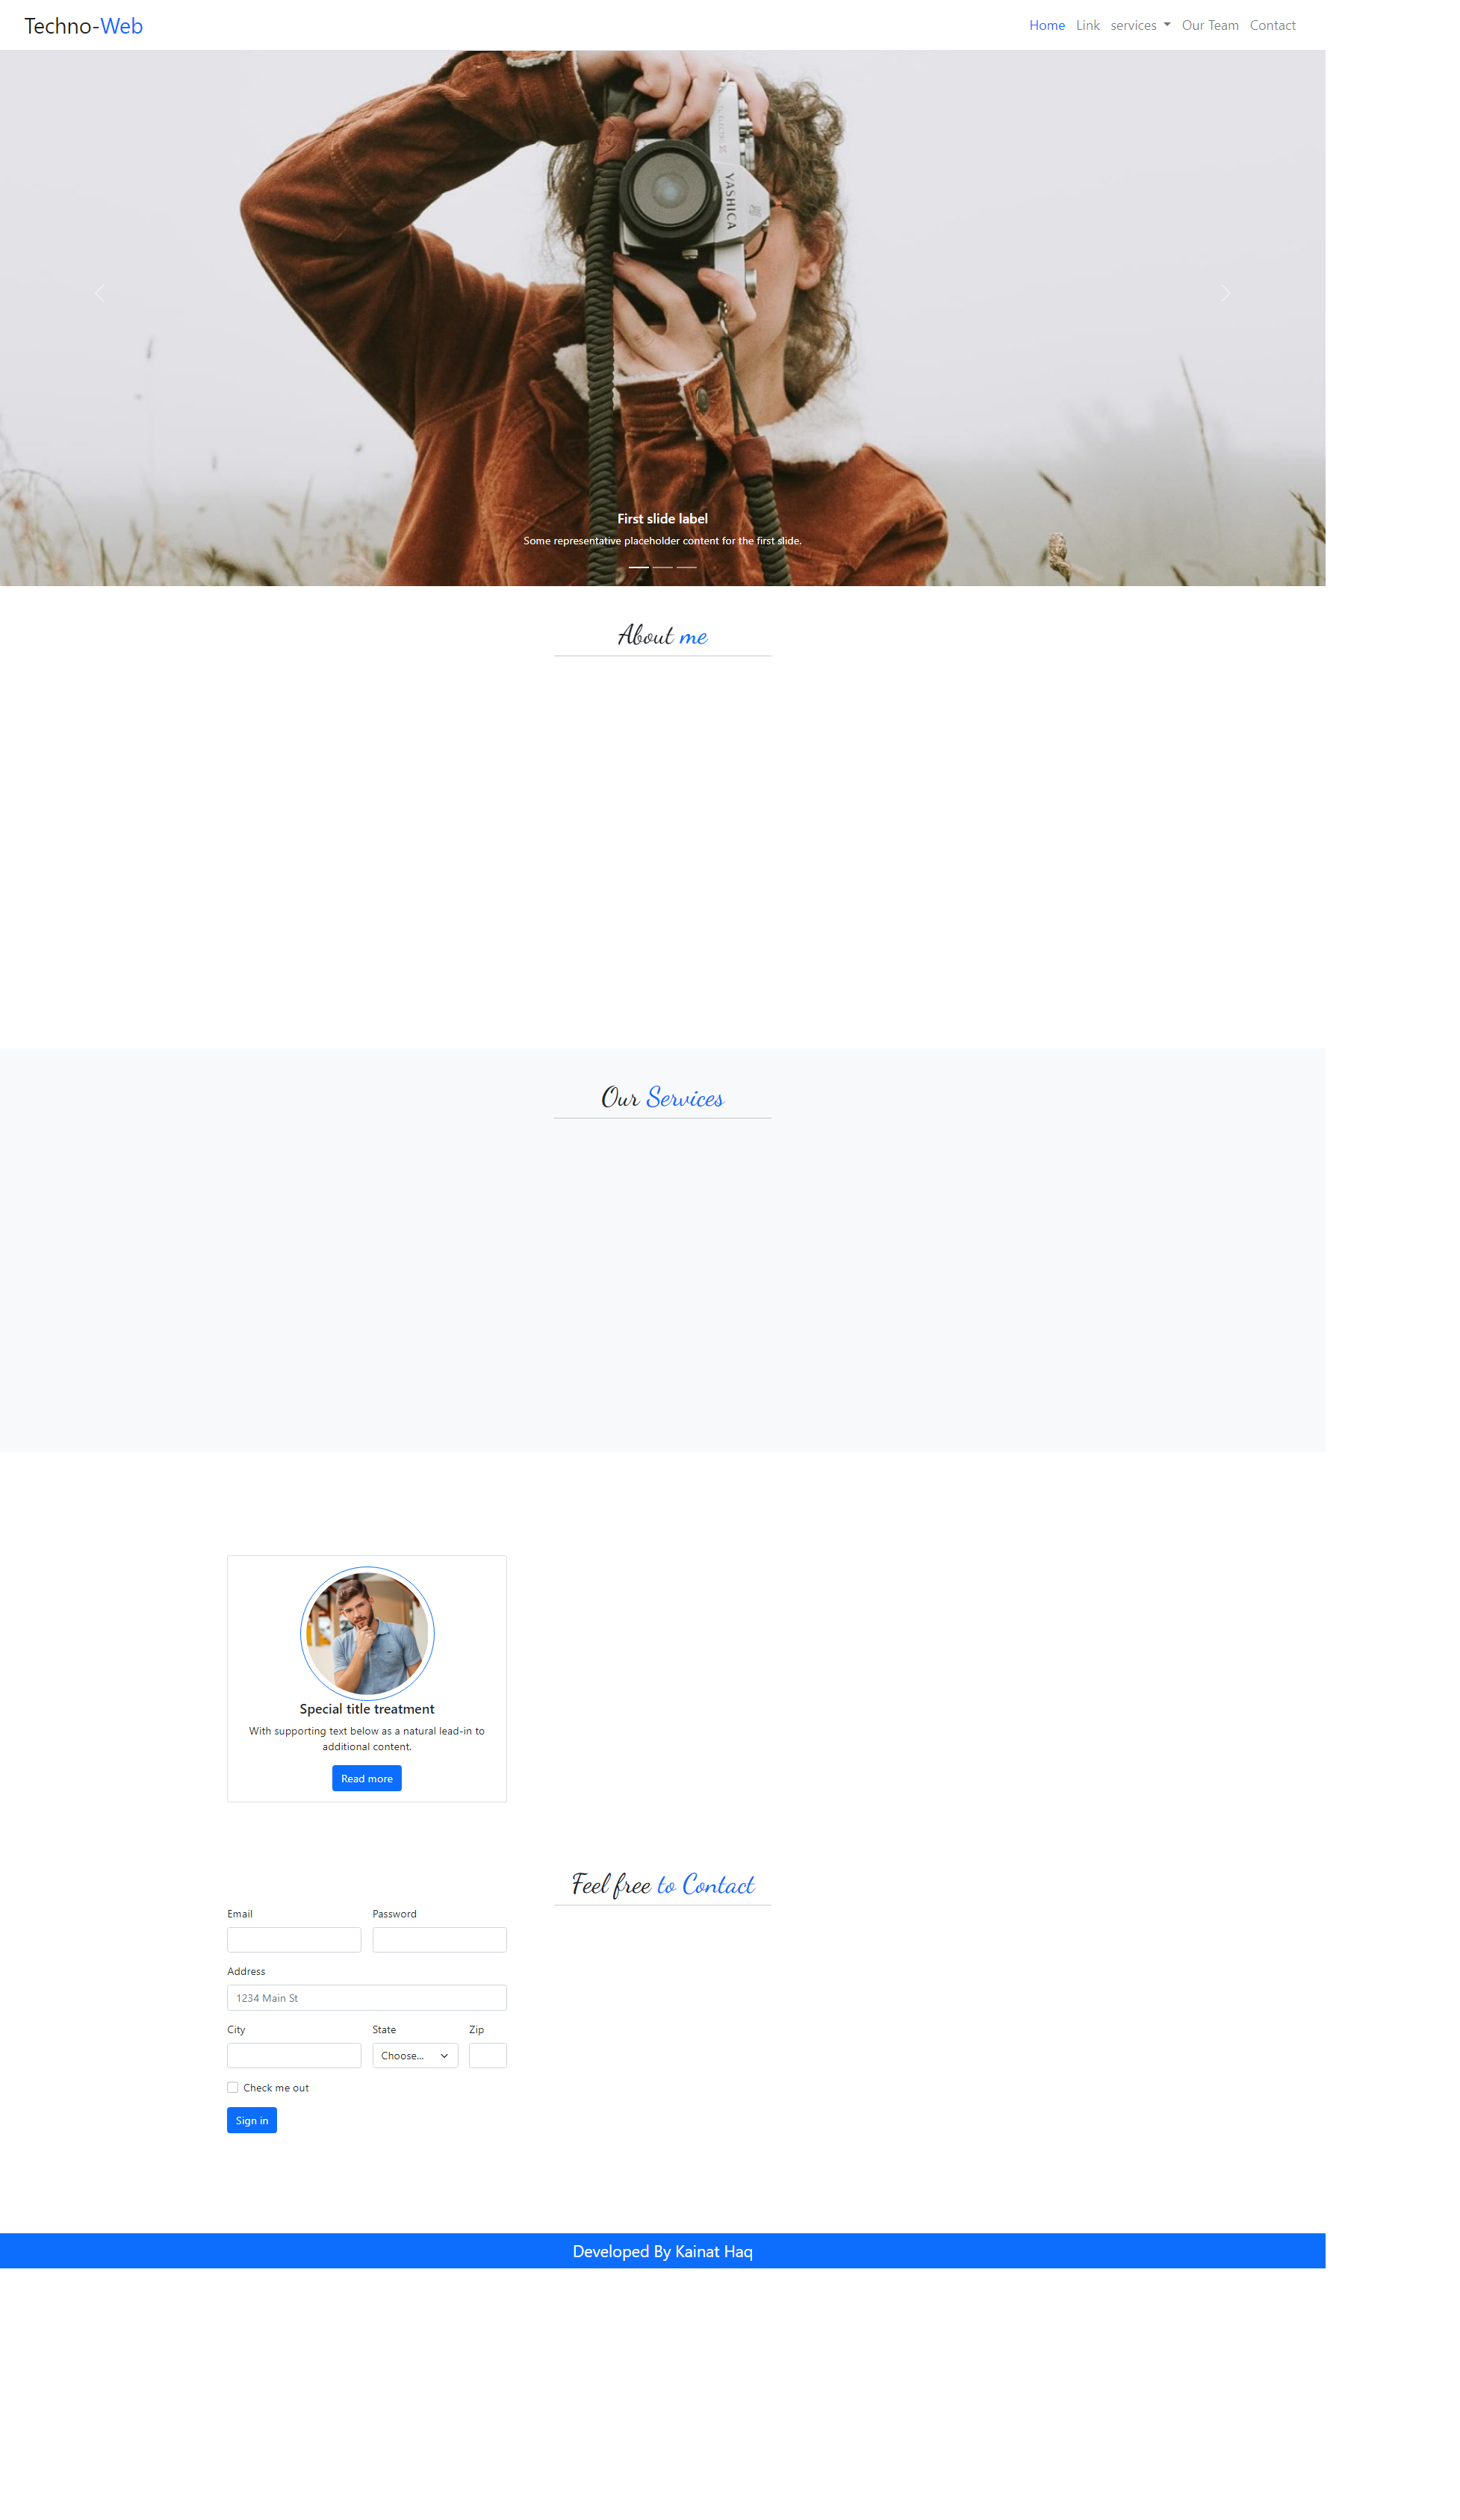 Techno-Web
Home Link services Our Team Contact
YASHICA
First slide label
Some representative placeholder content for the first slide.
About me
Our Services
Special title treatment
With supporting text below as a natural lead-in to
additional content.
Read more
Feel free to Contact
Email Password
Address
1234 Main St
City State Zip
Choose...
Check me out
Sign in
Developed By Kainat Haq